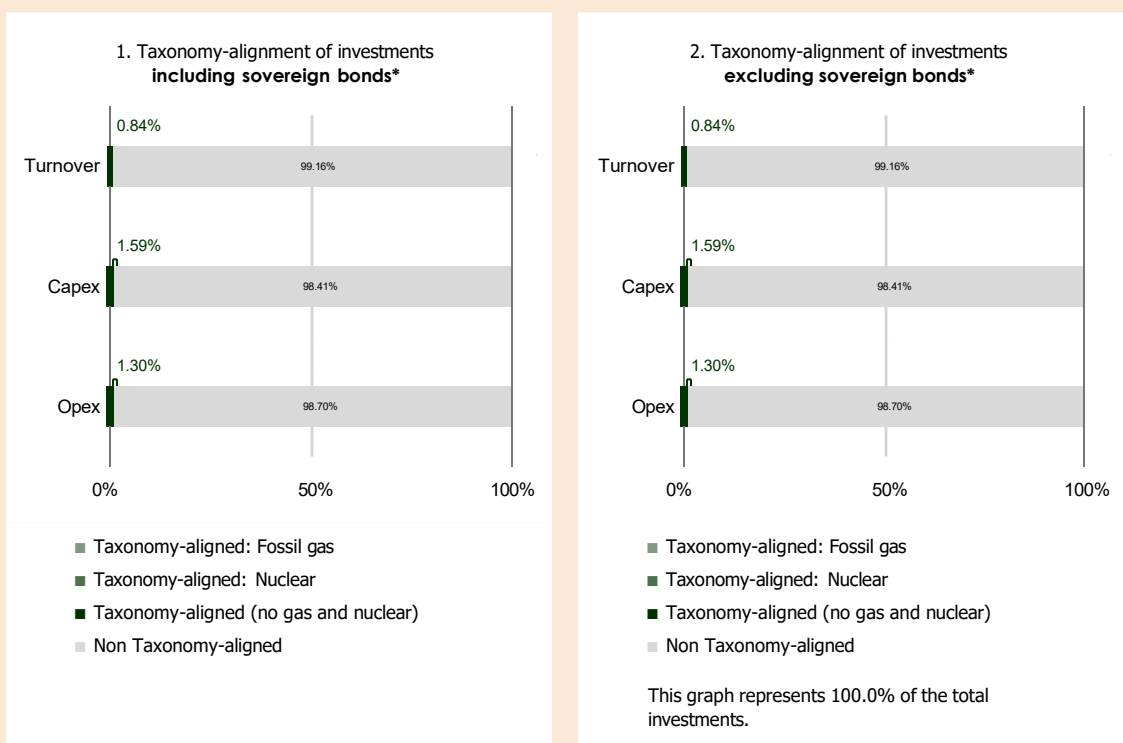 1. Taxonomy-alignment of investments
including sovereign bonds*
0.84%
Turnover
99.16%
1.59%
Capex
98.41%
1.30%
Opex
98.70%
0%
50%
100%
Taxonomy-aligned: Fossil gas
Taxonomy-aligned: Nuclear
Taxonomy-aligned (no gas and nuclear)
Non Taxonomy-aligned
2. Taxonomy-alignment of investments
excluding sovereign bonds*
0.84%
Turnover
99.16%
1.59%
Capex
98.41%
1.30%
Opex
98.70%
0%
50%
100%
Taxonomy-aligned: Fossil gas
Taxonomy-aligned: Nuclear
Taxonomy-aligned (no gas and nuclear)
Non Taxonomy-aligned
This graph represents 100.0% of the total
investments.